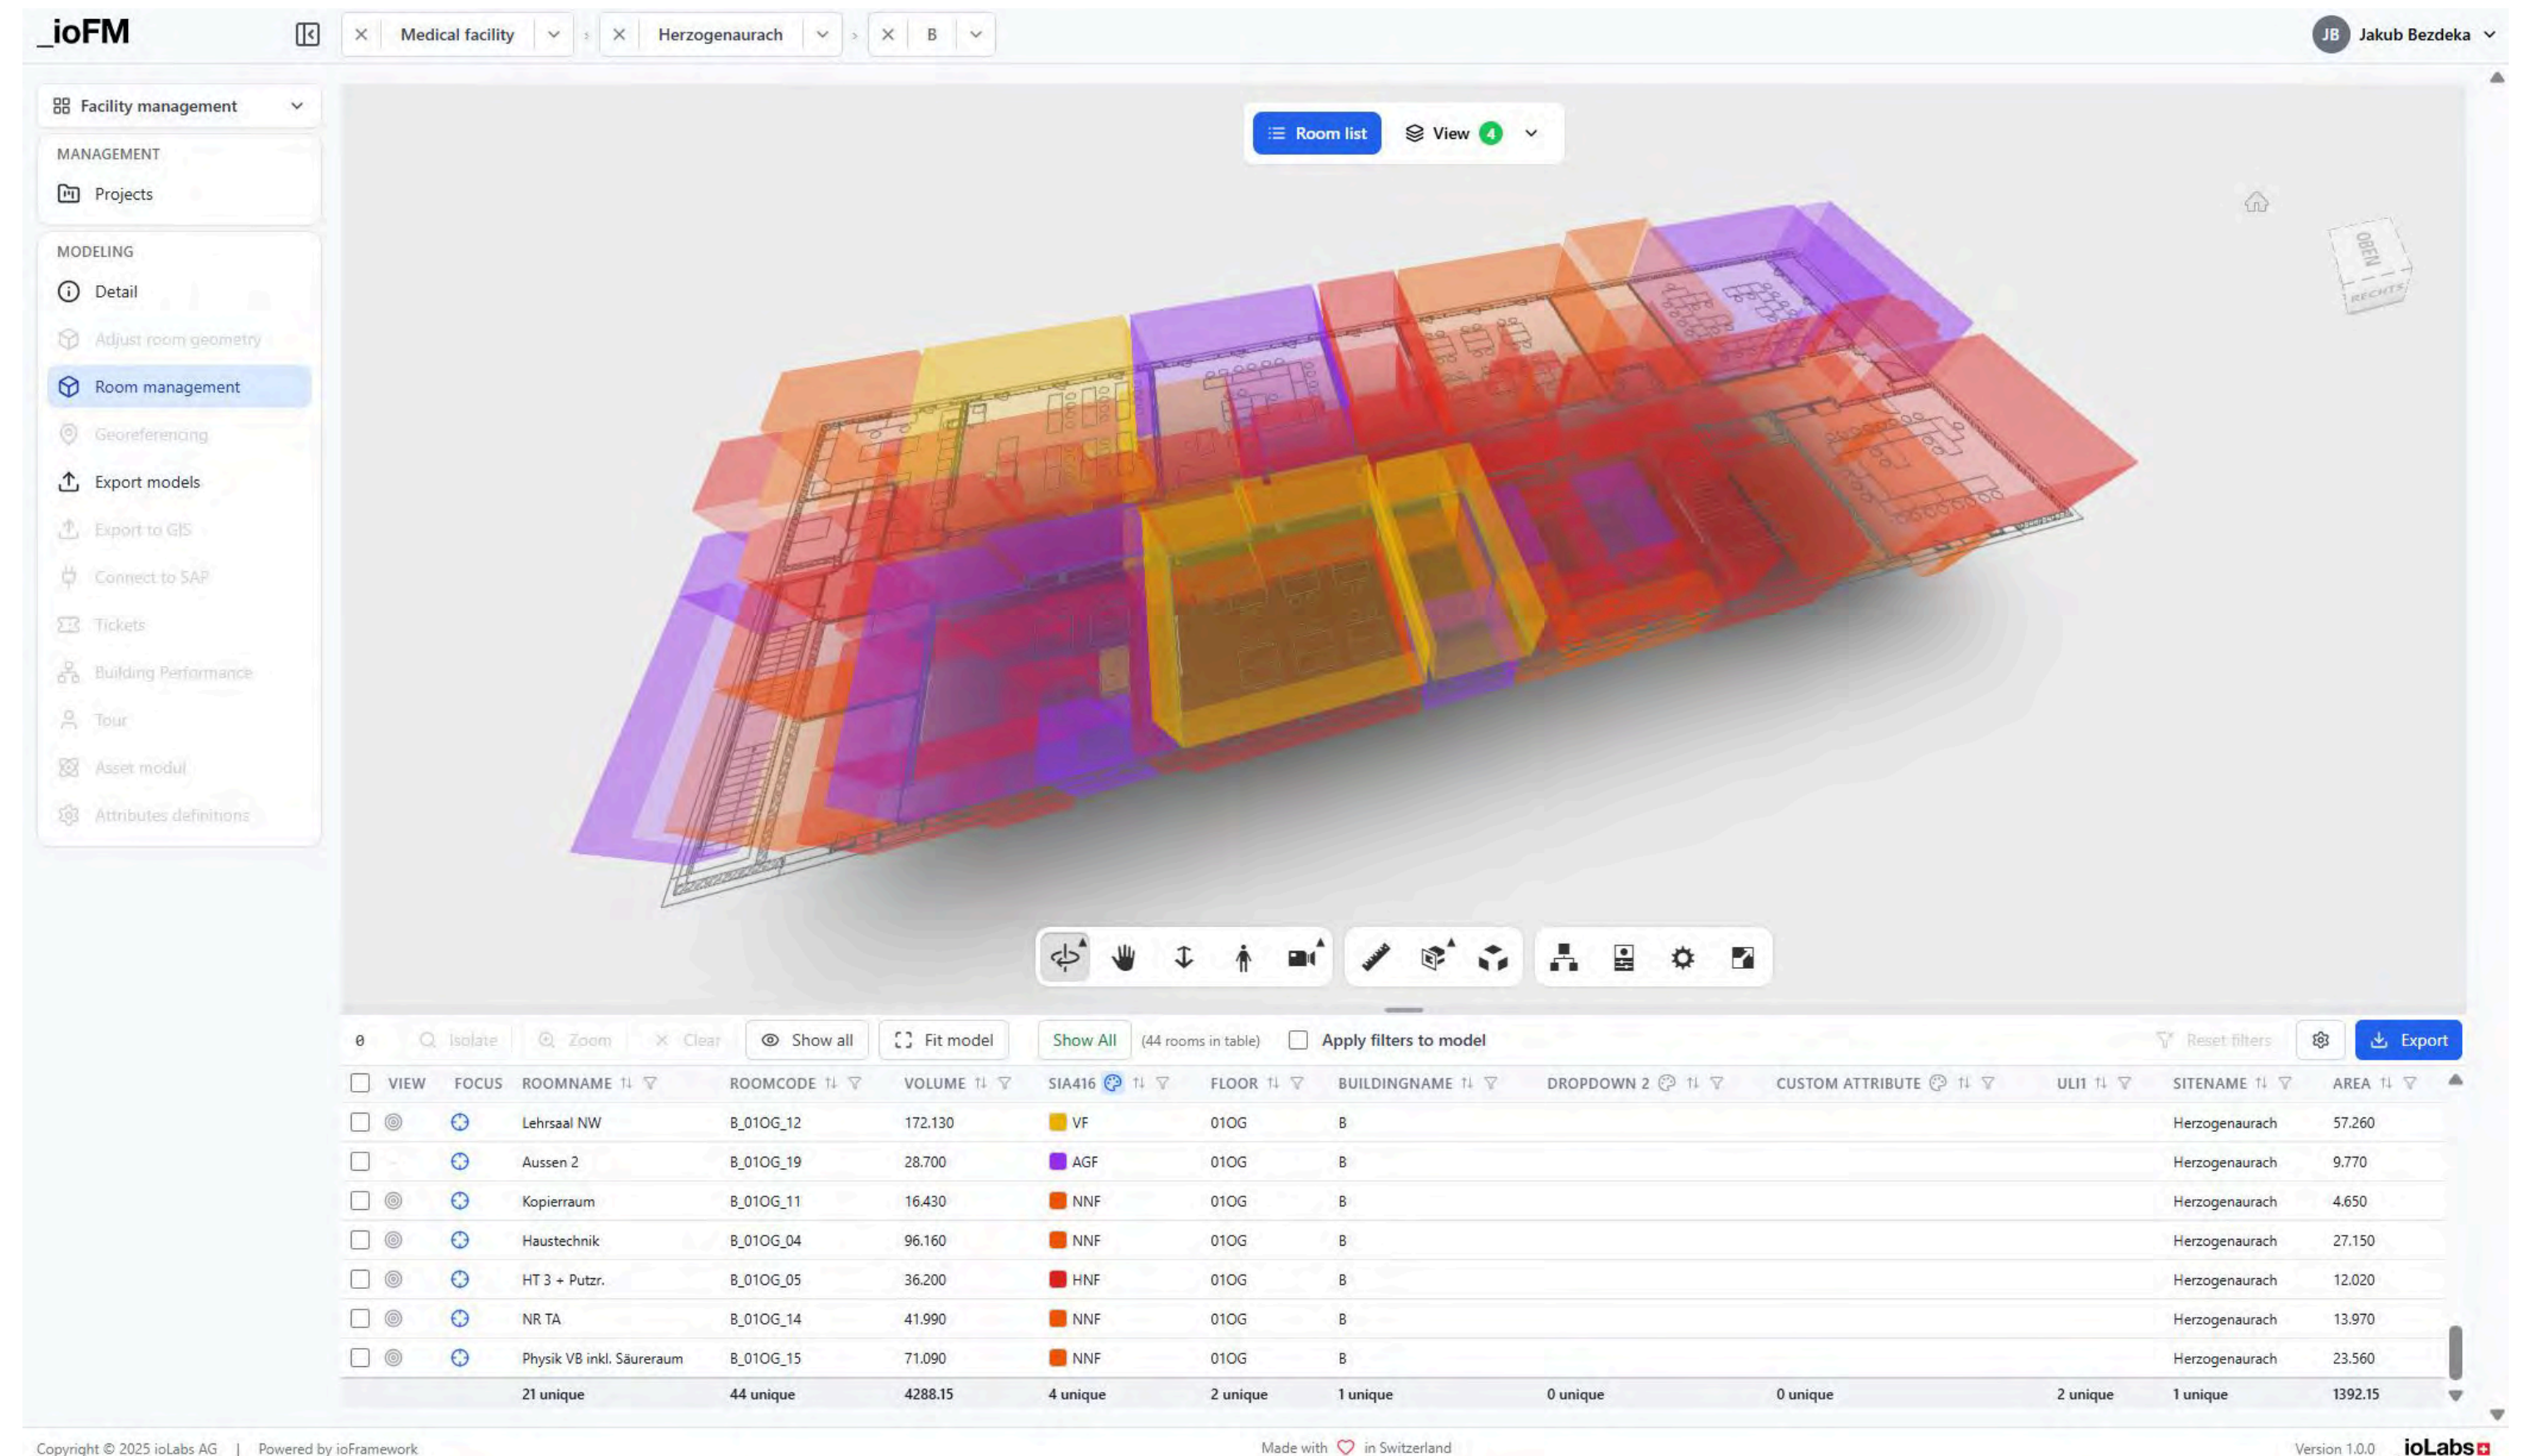 _ioFM
Medical facility
Herzogenaurach
B
JB Jakub Bezdeka
Facility management
MANAGEMENT
Projects
MODELING
Detail
Adjust room geometry
Room management
Georeferencing
Export models
Export to GIS
Connect to SAP
Tickets
Building Performance
Tour
Asset modul
Attributes definitions
Room list View 4
OBEN
RECHTS
0 Isolate Zoom Clear Show all Fit model Show All (44 rooms in table) Apply filters to model Reset filters Export
VIEW FOCUS ROOMNAME ROOMCODE VOLUME SIA416 FLOOR BUILDINGNAME DROPDOWN 2 CUSTOM ATTRIBUTE ULI1 SITENAME AREA
Lehrsaal NW B_01OG_12 172.130 VF 01OG B Herzogenaurach 57.260
Aussen 2 B_01OG_19 28.700 AGF 01OG B Herzogenaurach 9.770
Kopierraum B_01OG_11 16.430 NNF 01OG B Herzogenaurach 4.650
Haustechnik B_01OG_04 96.160 NNF 01OG B Herzogenaurach 27.150
HT 3 + Putzr. B_01OG_05 36.200 HNF 01OG B Herzogenaurach 12.020
NR TA B_01OG_14 41.990 NNF 01OG B Herzogenaurach 13.970
Physik VB inkl. Säureraum B_01OG_15 71.090 NNF 01OG B Herzogenaurach 23.560
21 unique 44 unique 4288.15 4 unique 2 unique 1 unique 0 unique 0 unique 2 unique 1 unique 1392.15
Copyright © 2025 ioLabs AG | Powered by ioFramework Made with in Switzerland Version 1.0.0 ioLabs